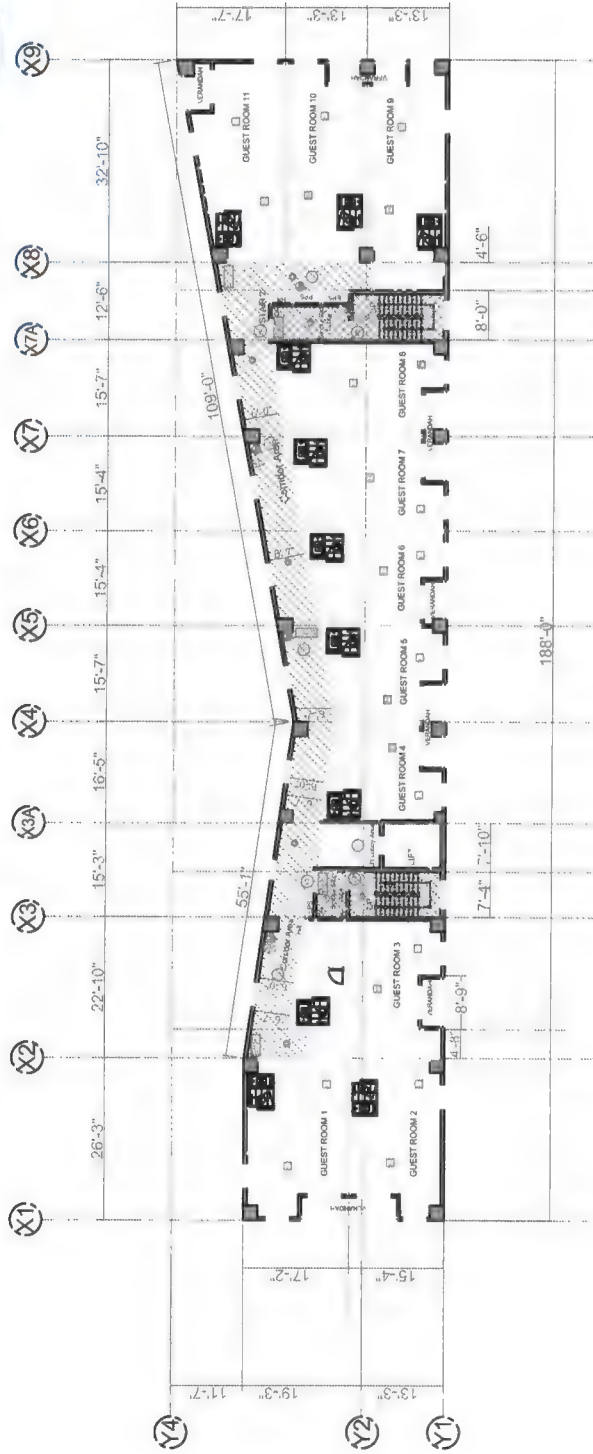 X1
X2
X3
X3A
X4
X5
X6
X7
X7A
X8
X9
26'-3"
22'-10"
15'-3"
16'-5"
15'-7"
15'-4"
15'-4"
15'-7"
12'-6"
32'-10"
55'-1"
109'-0"
17'-7"
13'-3"
13'-3"
VERANDAH
VERANDAH
GUEST ROOM 11
GUEST ROOM 10
GUEST ROOM 9
Corridor Area
Corridor Area
GUEST ROOM 1
GUEST ROOM 2
GUEST ROOM 3
GUEST ROOM 4
GUEST ROOM 5
GUEST ROOM 6
GUEST ROOM 7
GUEST ROOM 8
LIFT
VERANDAH
VERANDAH
VERANDAH
VERANDAH
VERANDAH
4'-8"
8'-9"
7'-4"
7'-10"
8'-0"
4'-6"
188'-0"
17'-2"
15'-4"
11'-7"
19'-3"
13'-3"
Y4
Y2
Y1